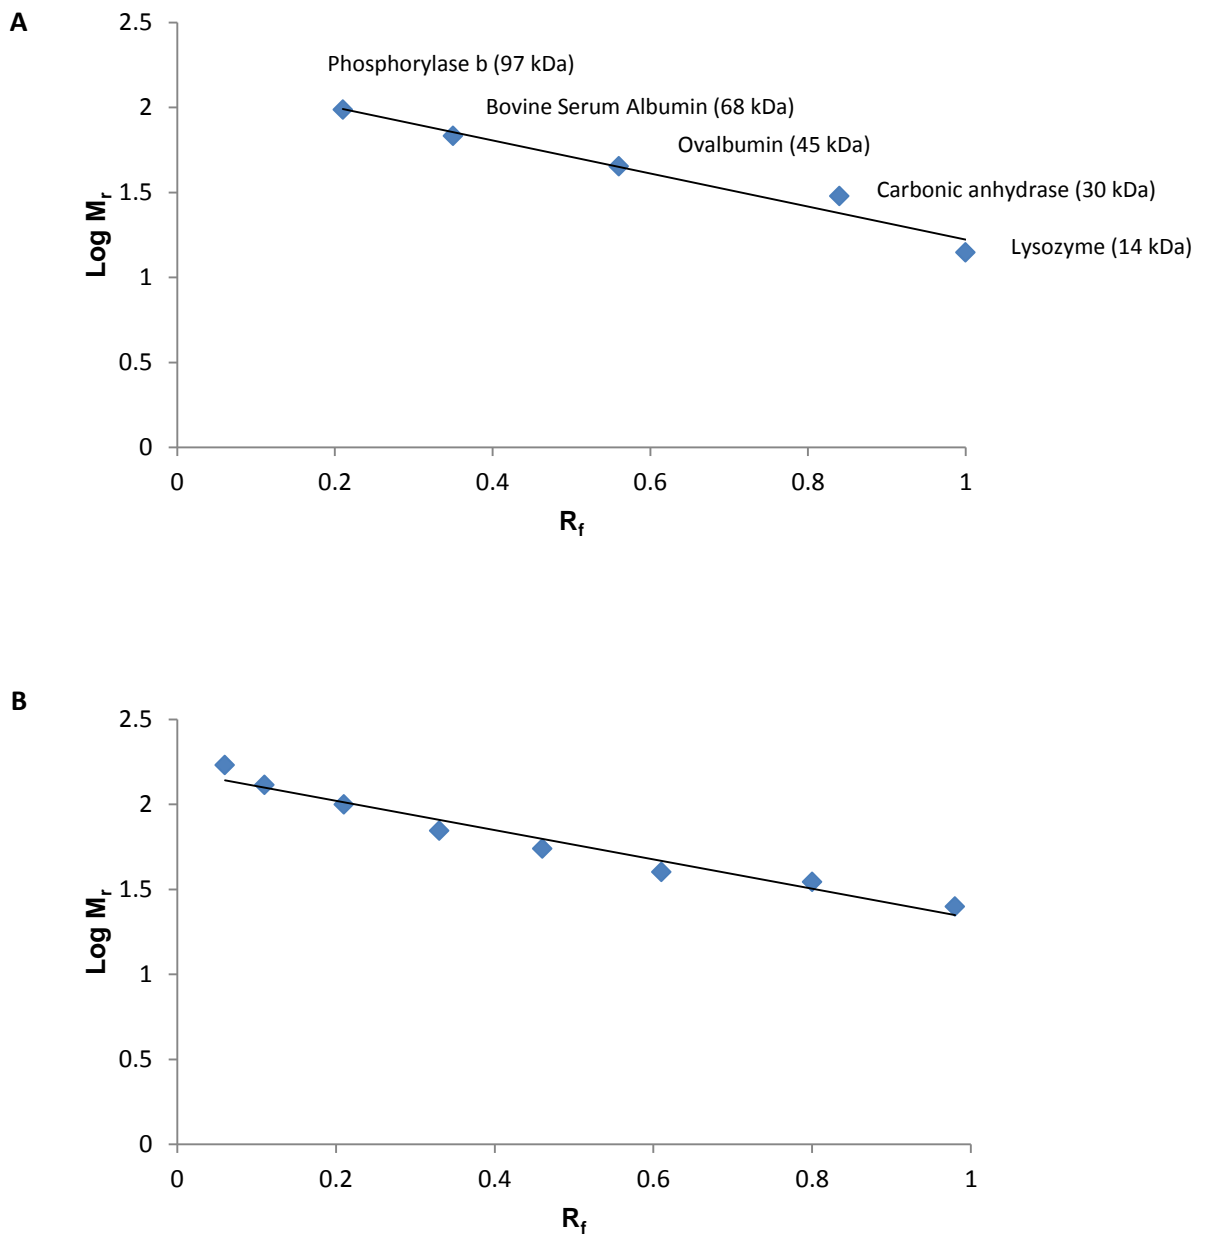 A
2.5
Phosphorylase b (97 kDa)
2
Bovine Serum Albumin (68 kDa)
Ovalbumin (45 kDa)
1.5
Carbonic anhydrase (30 kDa)
Log Mr
Lysozyme (14 kDa)
1
0.5
0
0 0.2 0.4 0.6 0.8 1
Rf
B
2.5
2
1.5
Log Mr
1
0.5
0
0 0.2 0.4 0.6 0.8 1
Rf